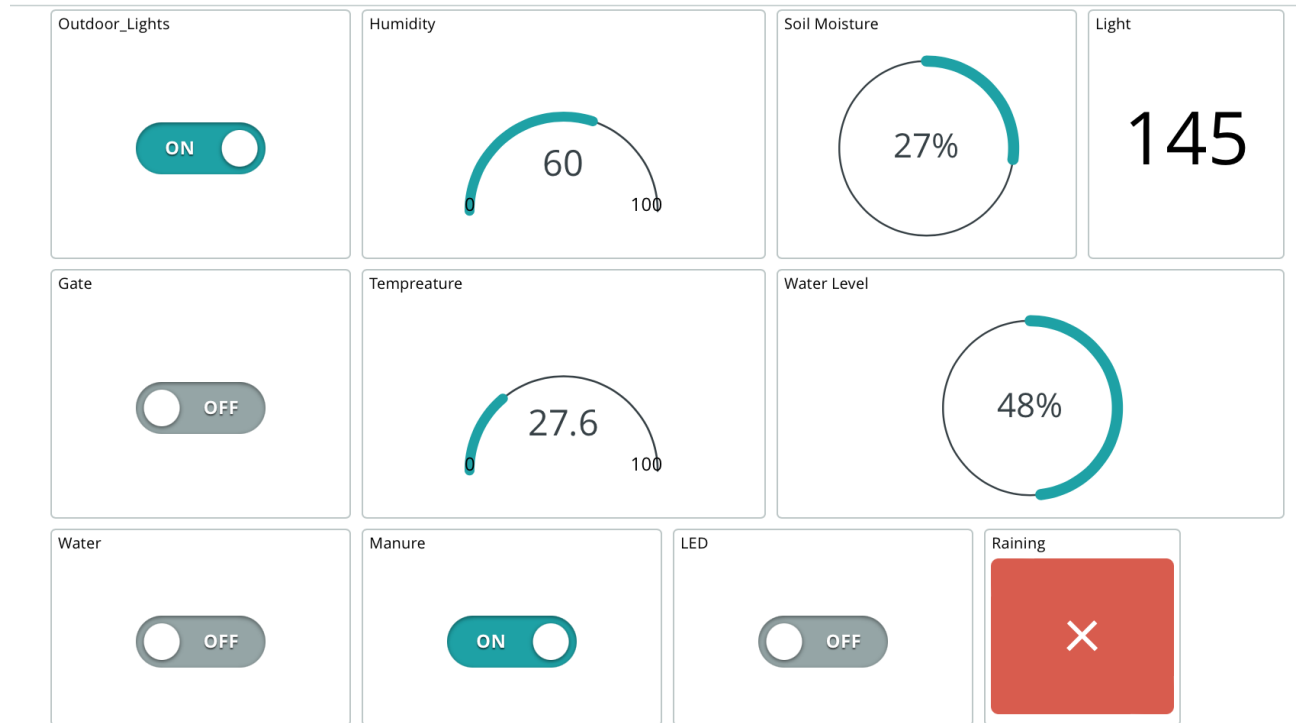 Outdoor_Lights
ON
Humidity
60
0
100
Soil Moisture
27%
Light
145
Gate
OFF
Tempreature
27.6
0
100
Water Level
48%
Water
OFF
Manure
ON
LED
OFF
Raining